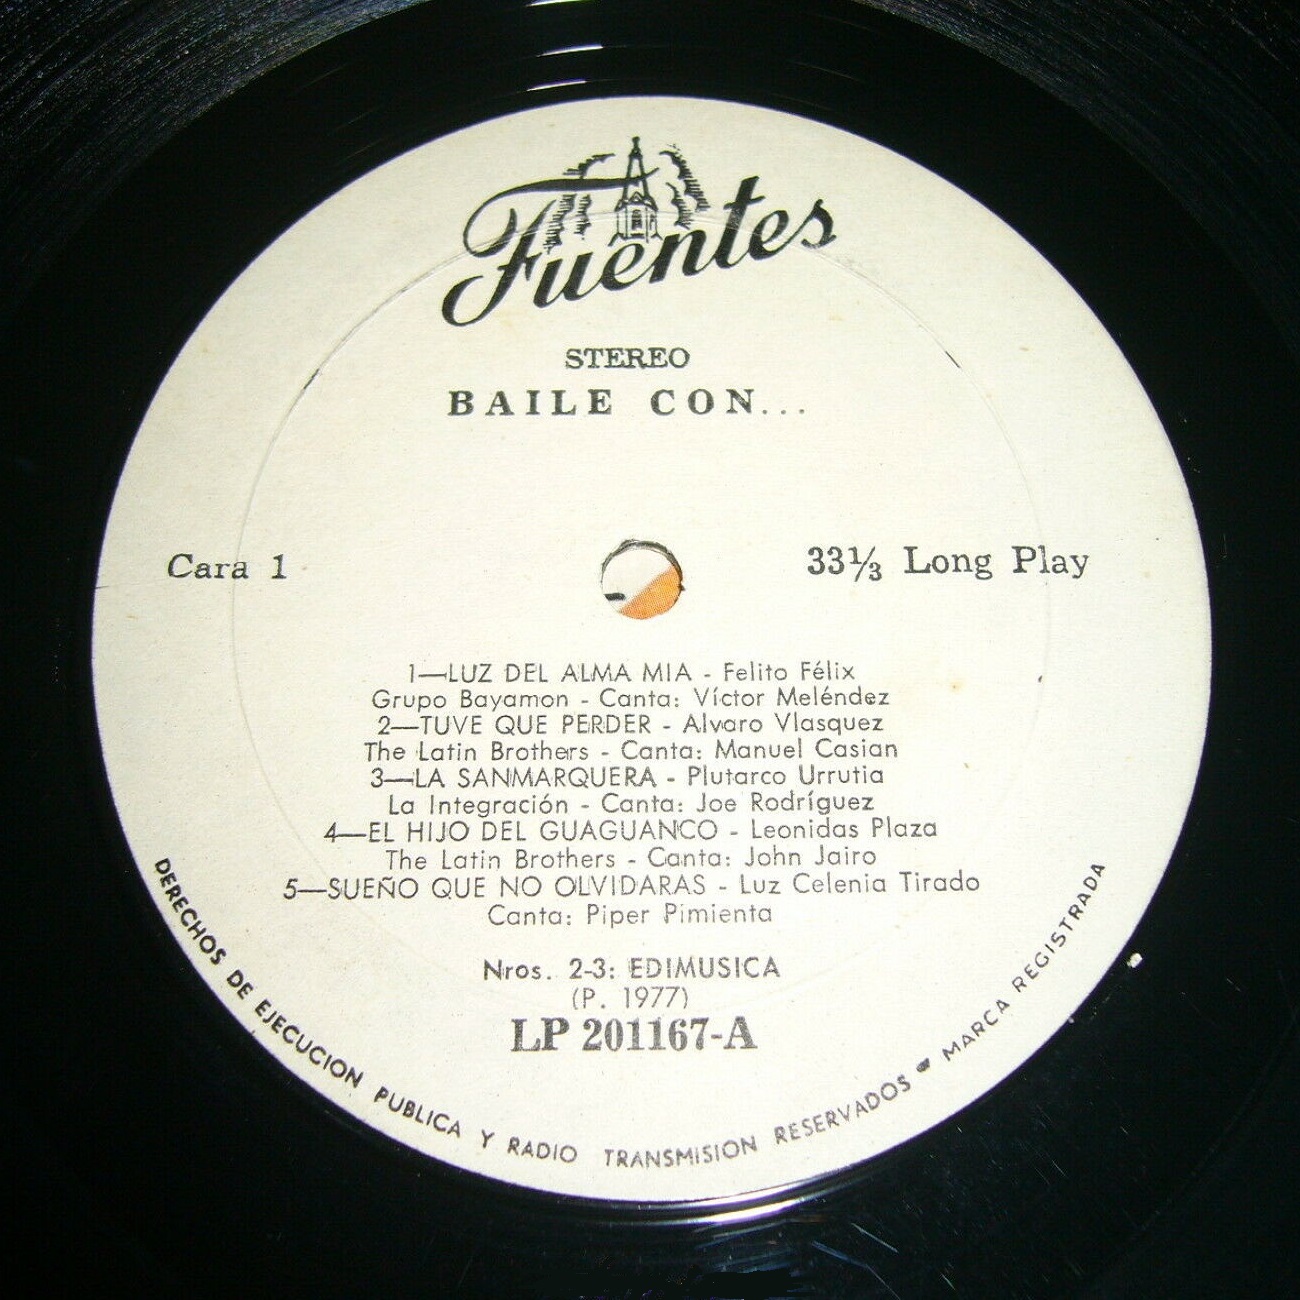 Fuentes
STEREO
BAILE CON...
Cara 1
33⅓ Long Play
1—LUZ DEL ALMA MIA - Felito Félix
Grupo Bayamon - Canta: Víctor Meléndez
2—TUVE QUE PERDER - Alvaro Vlasquez
The Latin Brothers - Canta: Manuel Casian
3—LA SANMARQUERA - Plutarco Urrutia
La Integración - Canta: Joe Rodríguez
4—EL HIJO DEL GUAGUANCO - Leonidas Plaza
The Latin Brothers - Canta: John Jairo
5—SUEÑO QUE NO OLVIDARAS - Luz Celenia Tirado
Canta: Piper Pimienta
Nros. 2-3: EDIMUSICA
(P. 1977)
LP 201167-A
DERECHOS DE EJECUCION PUBLICA Y RADIO TRANSMISION RESERVADOS - MARCA REGISTRADA